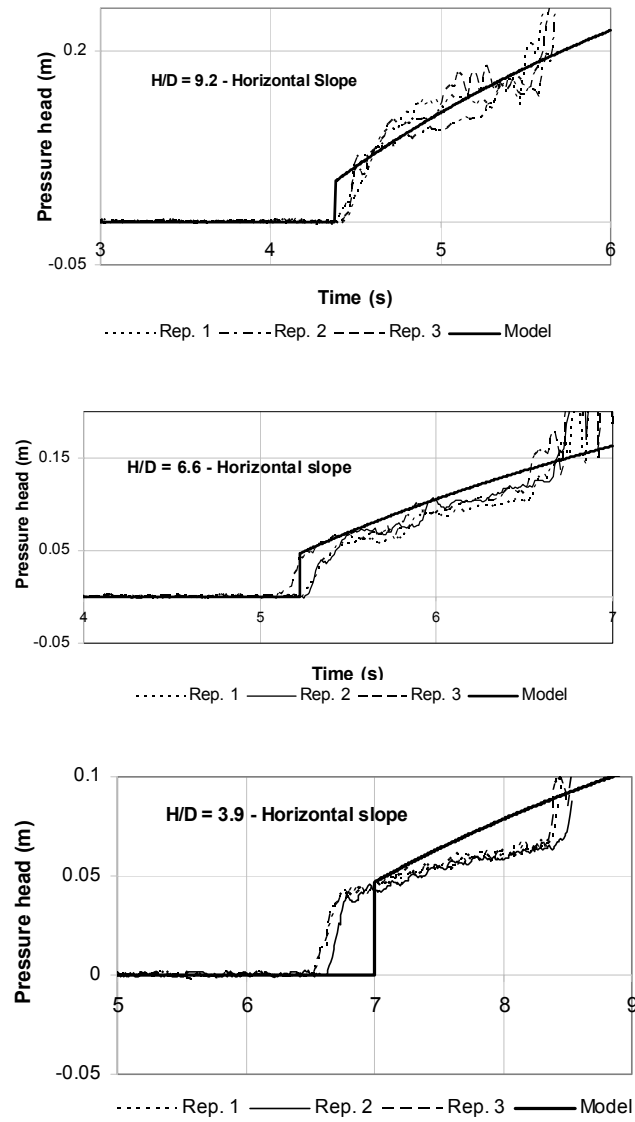 0.2
H/D = 9.2 - Horizontal Slope
Pressure head (m)
-0.05
3 4 5 6
Time (s)
Rep. 1 Rep. 2 Rep. 3 Model
0.15
H/D = 6.6 - Horizontal slope
Pressure head (m)
0.05
-0.05
4 5 6 7
Time (s)
Rep. 1 Rep. 2 Rep. 3 Model
0.1
H/D = 3.9 - Horizontal slope
Pressure head (m)
0.05
0
5 6 7 8 9
-0.05
Rep. 1 Rep. 2 Rep. 3 Model